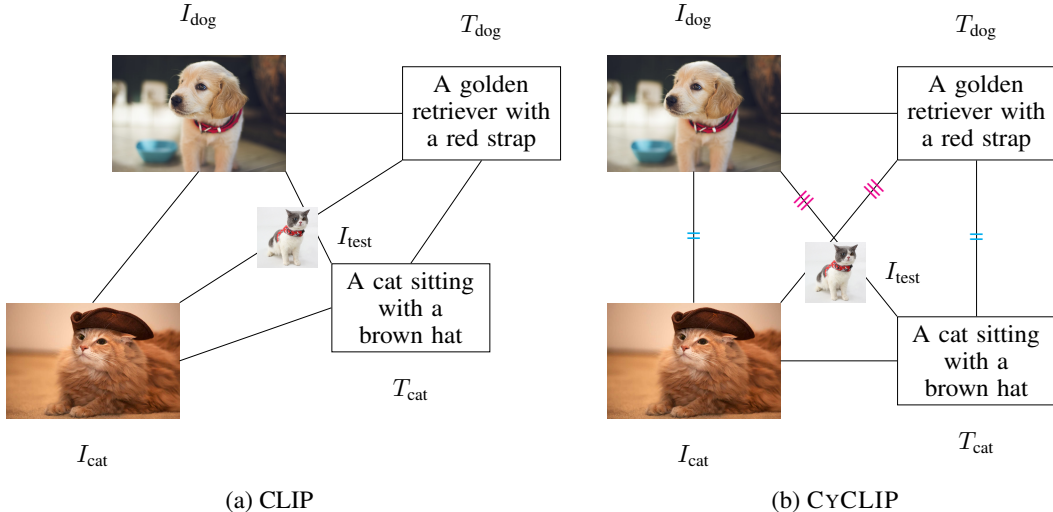 I_dog
T_dog
A golden
retriever with
a red strap
I_test
A cat sitting
with a
brown hat
T_cat
I_cat
(a) CLIP
I_dog
T_dog
A golden
retriever with
a red strap
I_test
A cat sitting
with a
brown hat
T_cat
I_cat
(b) CYCLIP